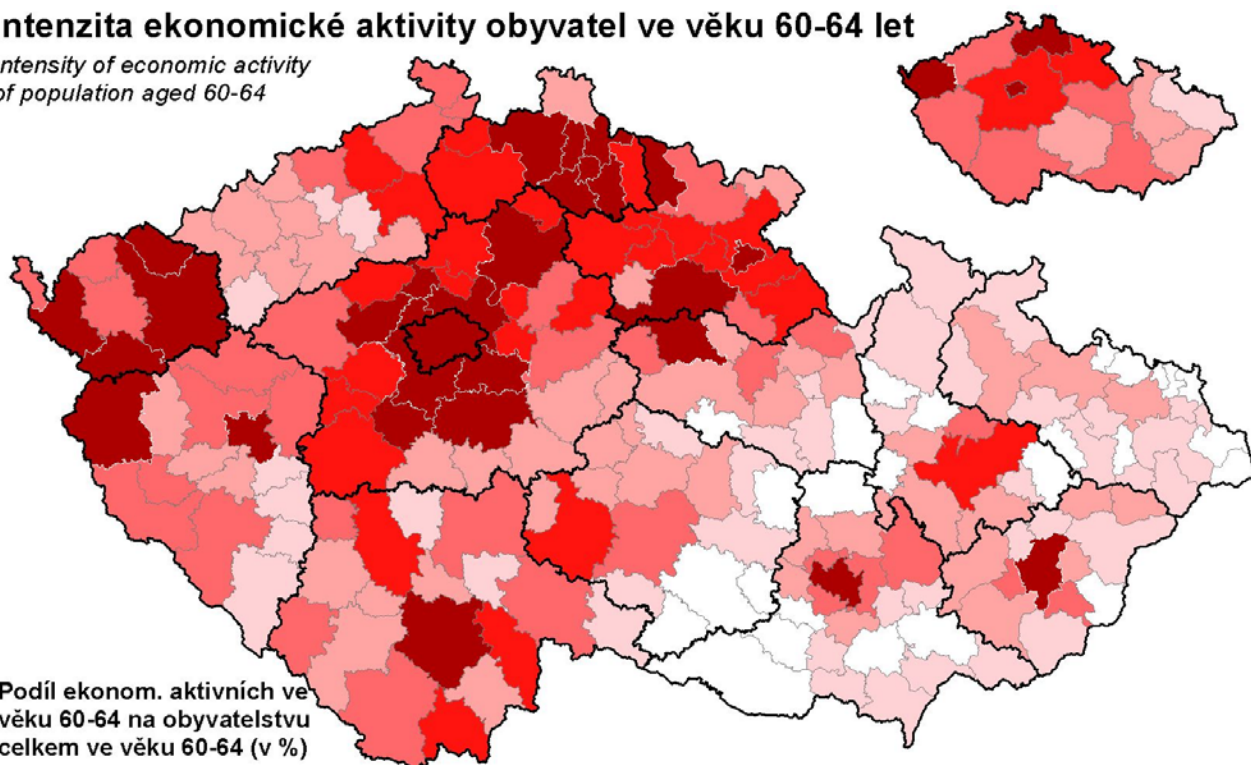 ntenzita ekonomické aktivity obyvatel ve věku 60-64 let
ntensity of economic activity
of population aged 60-64
Podíl ekonom. aktivních ve
věku 60-64 na obyvatelstvu
celkem ve věku 60-64 (v %)